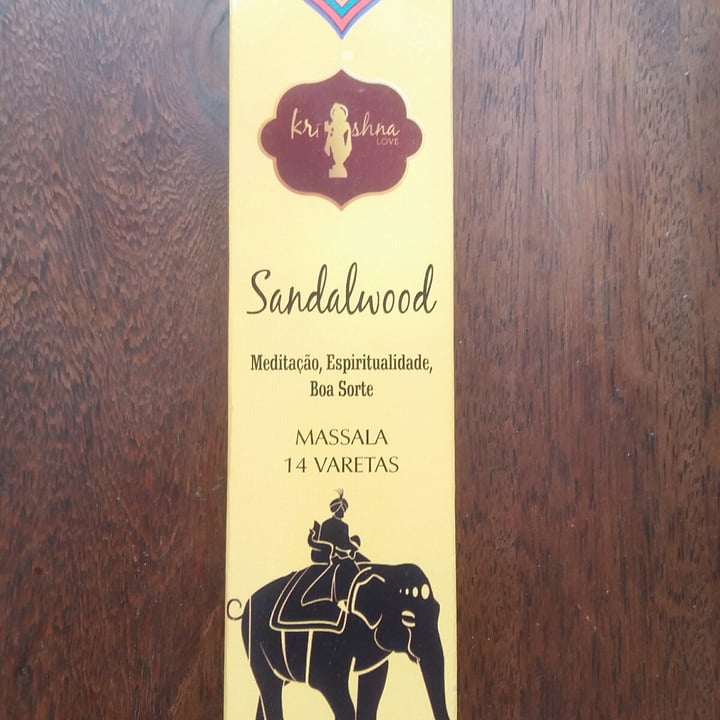 krishna
LOVE
Sandalwood
Meditação, Espiritualidade,
Boa Sorte
MASSALA
14 VARETAS